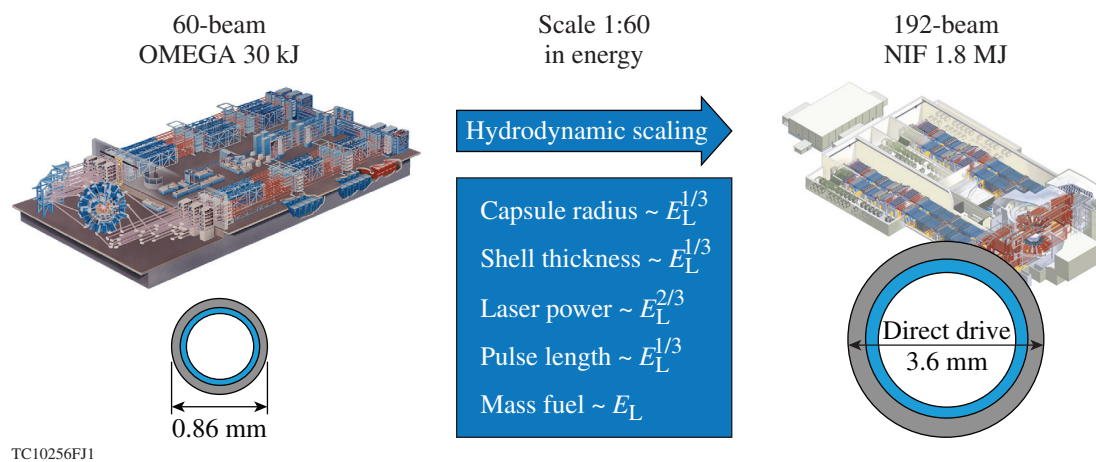 60-beam
OMEGA 30 kJ
Scale 1:60
in energy
192-beam
NIF 1.8 MJ
Hydrodynamic scaling
Capsule radius ~ E_L^{1/3}
Shell thickness ~ E_L^{1/3}
Laser power ~ E_L^{2/3}
Pulse length ~ E_L^{1/3}
Mass fuel ~ E_L
0.86 mm
Direct drive
3.6 mm
TC10256FJ1